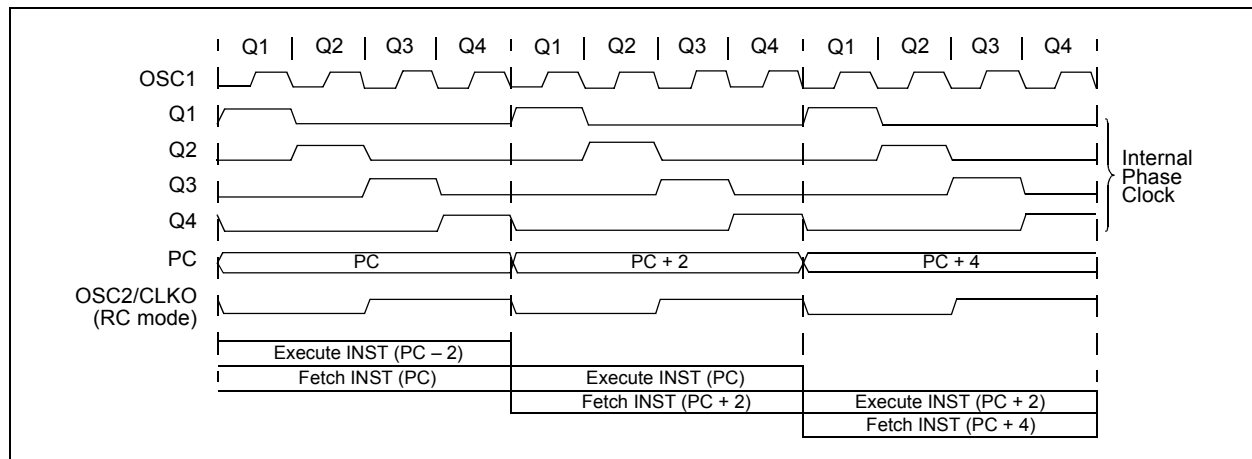 Q1 Q2 Q3 Q4 Q1 Q2 Q3 Q4 Q1 Q2 Q3 Q4
OSC1
Q1
Q2
Q3
Q4
Internal
Phase
Clock
PC PC PC + 2 PC + 4
OSC2/CLKO
(RC mode)
Execute INST (PC – 2)
Fetch INST (PC) Execute INST (PC)
Fetch INST (PC + 2) Execute INST (PC + 2)
Fetch INST (PC + 4)